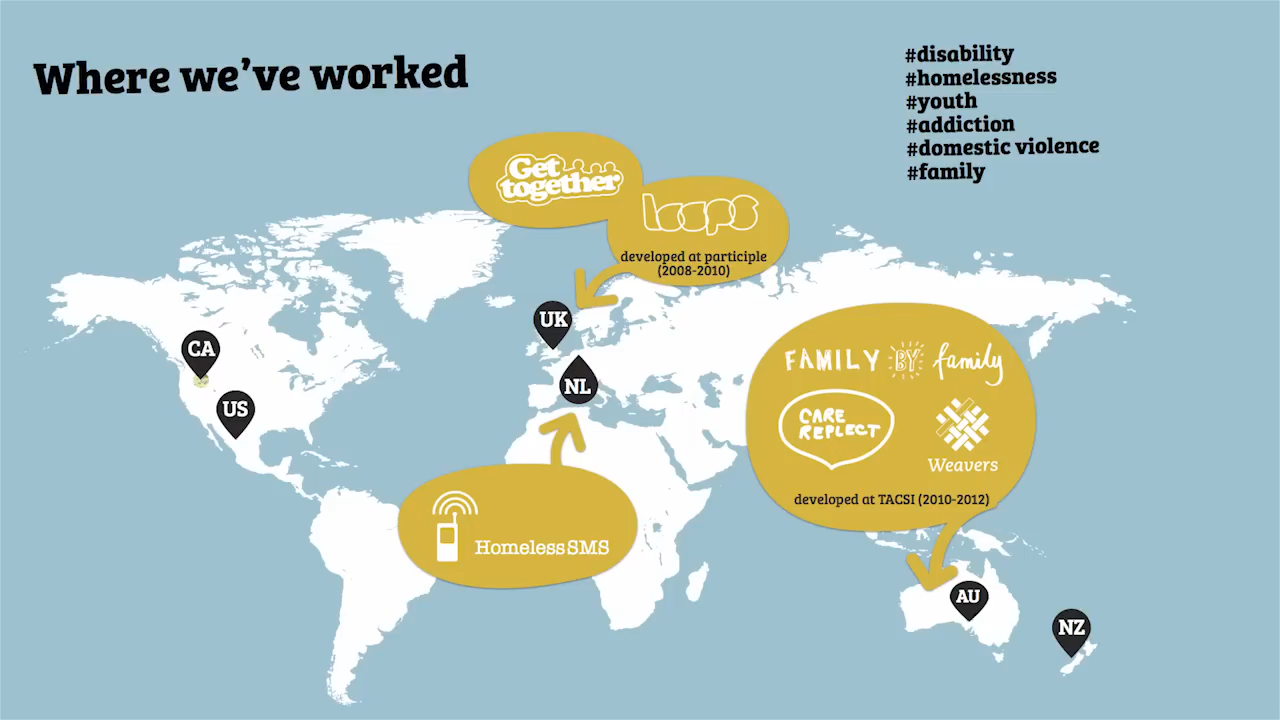 Where we've worked
#disability
#homelessness
#youth
#addiction
#domestic violence
#family
Get
together
loops
developed at participle
(2008-2010)
UK
CA
NL
US
FAMILY BY family
CARE
REFLECT
Weavers
developed at TACSI (2010-2012)
HomelessSMS
AU
NZ